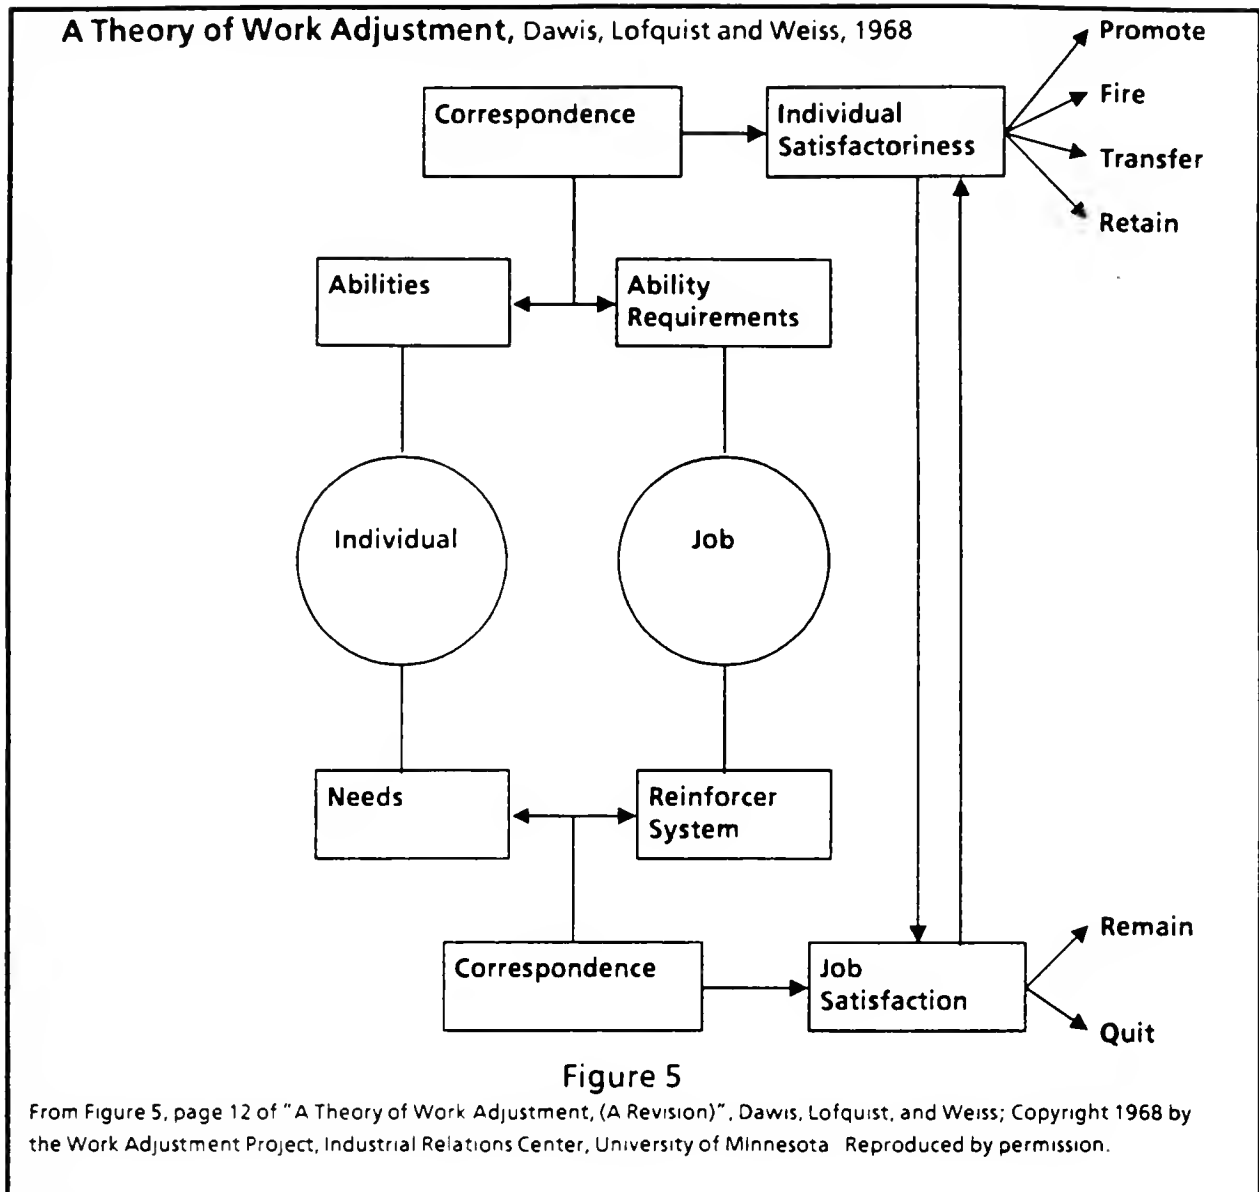 A Theory of Work Adjustment, Dawis, Lofquist and Weiss, 1968
Promote
Fire
Transfer
Retain
Correspondence
Individual
Satisfactoriness
Abilities
Ability
Requirements
Individual
Job
Needs
Reinforcer
System
Correspondence
Job
Satisfaction
Remain
Quit
Figure 5
From Figure 5, page 12 of "A Theory of Work Adjustment, (A Revision)", Dawis, Lofquist, and Weiss; Copyright 1968 by
the Work Adjustment Project, Industrial Relations Center, University of Minnesota Reproduced by permission.